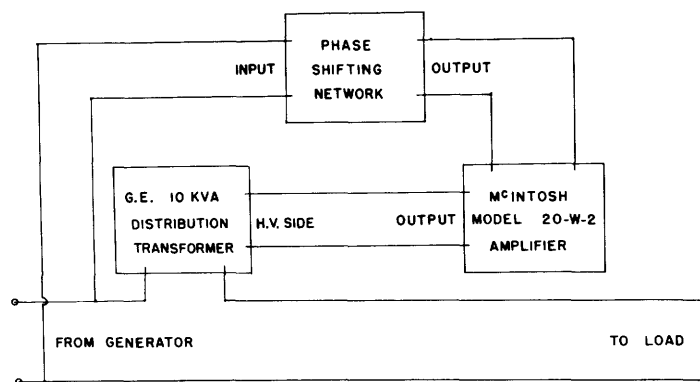 PHASE
SHIFTING
NETWORK
INPUT
OUTPUT
G.E. 10 KVA
DISTRIBUTION
TRANSFORMER
H.V. SIDE
OUTPUT
McINTOSH
MODEL 20-W-2
AMPLIFIER
FROM GENERATOR
TO LOAD